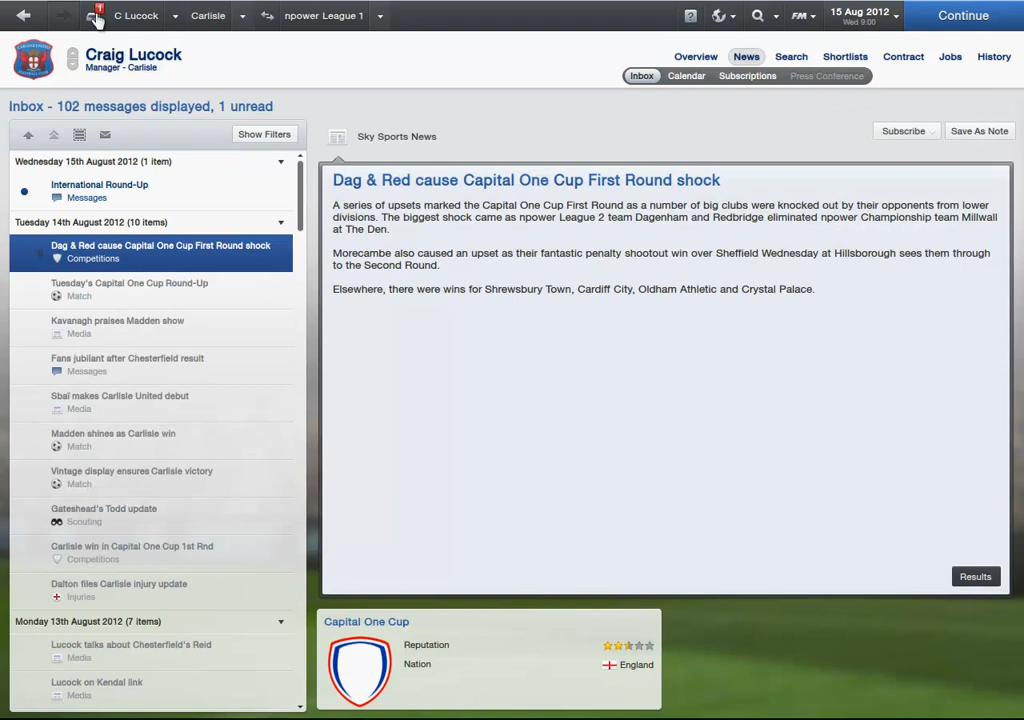 1
C Lucock
Carlisle
npower League 1
?
FM
15 Aug 2012
Wed 9:00
Continue
Craig Lucock
Manager - Carlisle
Overview
News
Search
Shortlists
Contract
Jobs
History
Inbox
Calendar
Subscriptions
Press Conference
Inbox - 102 messages displayed, 1 unread
Show Filters
Sky Sports News
Subscribe
Save As Note
Wednesday 15th August 2012 (1 item)
International Round-Up
Messages
Tuesday 14th August 2012 (10 items)
Dag & Red cause Capital One Cup First Round shock
Competitions
Tuesday's Capital One Cup Round-Up
Match
Kavanagh praises Madden show
Media
Fans jubilant after Chesterfield result
Messages
Sbaï makes Carlisle United debut
Media
Madden shines as Carlisle win
Match
Vintage display ensures Carlisle victory
Match
Gateshead's Todd update
Scouting
Carlisle win in Capital One Cup 1st Rnd
Competitions
Dalton files Carlisle injury update
Injuries
Monday 13th August 2012 (7 items)
Lucock talks about Chesterfield's Reid
Media
Lucock on Kendal link
Media
Dag & Red cause Capital One Cup First Round shock
A series of upsets marked the Capital One Cup First Round as a number of big clubs were knocked out by their opponents from lower
divisions. The biggest shock came as npower League 2 team Dagenham and Redbridge eliminated npower Championship team Millwall
at The Den.
Morecambe also caused an upset as their fantastic penalty shootout win over Sheffield Wednesday at Hillsborough sees them through
to the Second Round.
Elsewhere, there were wins for Shrewsbury Town, Cardiff City, Oldham Athletic and Crystal Palace.
Results
Capital One Cup
Reputation
Nation
England